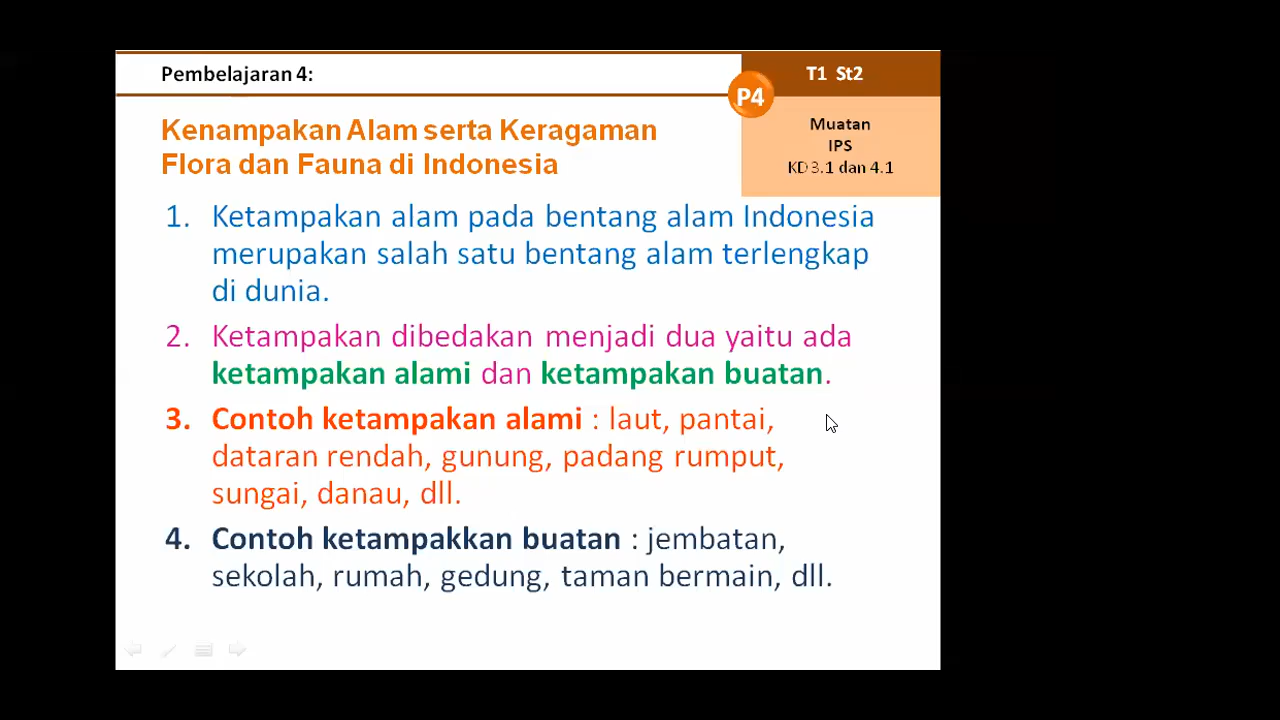 Pembelajaran 4:
T1 St2
P4
Muatan
IPS
KD 3.1 dan 4.1
Kenampakan Alam serta Keragaman
Flora dan Fauna di Indonesia
1. Ketampakan alam pada bentang alam Indonesia
merupakan salah satu bentang alam terlengkap
di dunia.
2. Ketampakan dibedakan menjadi dua yaitu ada
ketampakan alami dan ketampakan buatan.
3. Contoh ketampakan alami : laut, pantai,
dataran rendah, gunung, padang rumput,
sungai, danau, dll.
4. Contoh ketampakkan buatan : jembatan,
sekolah, rumah, gedung, taman bermain, dll.